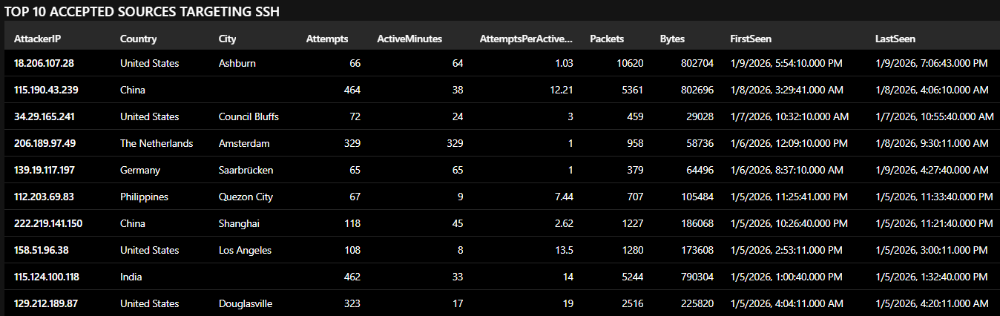 TOP 10 ACCEPTED SOURCES TARGETING SSH
AttackerIP Country City Attempts ActiveMinutes AttemptsPerActive... Packets Bytes FirstSeen LastSeen
18.206.107.28 United States Ashburn 66 64 1.03 10620 802704 1/9/2026, 5:54:10.000 PM 1/9/2026, 7:06:43.000 PM
115.190.43.239 China 464 38 12.21 5361 802696 1/8/2026, 3:29:41.000 AM 1/8/2026, 4:06:10.000 AM
34.29.165.241 United States Council Bluffs 72 24 3 459 29028 1/7/2026, 10:32:10.000 AM 1/7/2026, 10:55:40.000 AM
206.189.97.49 The Netherlands Amsterdam 329 329 1 958 58736 1/6/2026, 12:09:10.000 PM 1/8/2026, 9:30:11.000 AM
139.19.117.197 Germany Saarbrücken 65 65 1 379 64496 1/6/2026, 8:37:10.000 AM 1/9/2026, 4:27:40.000 AM
112.203.69.83 Philippines Quezon City 67 9 7.44 707 105484 1/5/2026, 11:25:41.000 PM 1/5/2026, 11:33:40.000 PM
222.219.141.150 China Shanghai 118 45 2.62 1227 186068 1/5/2026, 10:26:40.000 PM 1/5/2026, 11:21:40.000 PM
158.51.96.38 United States Los Angeles 108 8 13.5 1280 173608 1/5/2026, 2:53:11.000 PM 1/5/2026, 3:00:11.000 PM
115.124.100.118 India 462 33 14 5244 790304 1/5/2026, 1:00:40.000 PM 1/5/2026, 1:32:40.000 PM
129.212.189.87 United States Douglasville 323 17 19 2516 225820 1/5/2026, 4:04:11.000 AM 1/5/2026, 4:20:11.000 AM